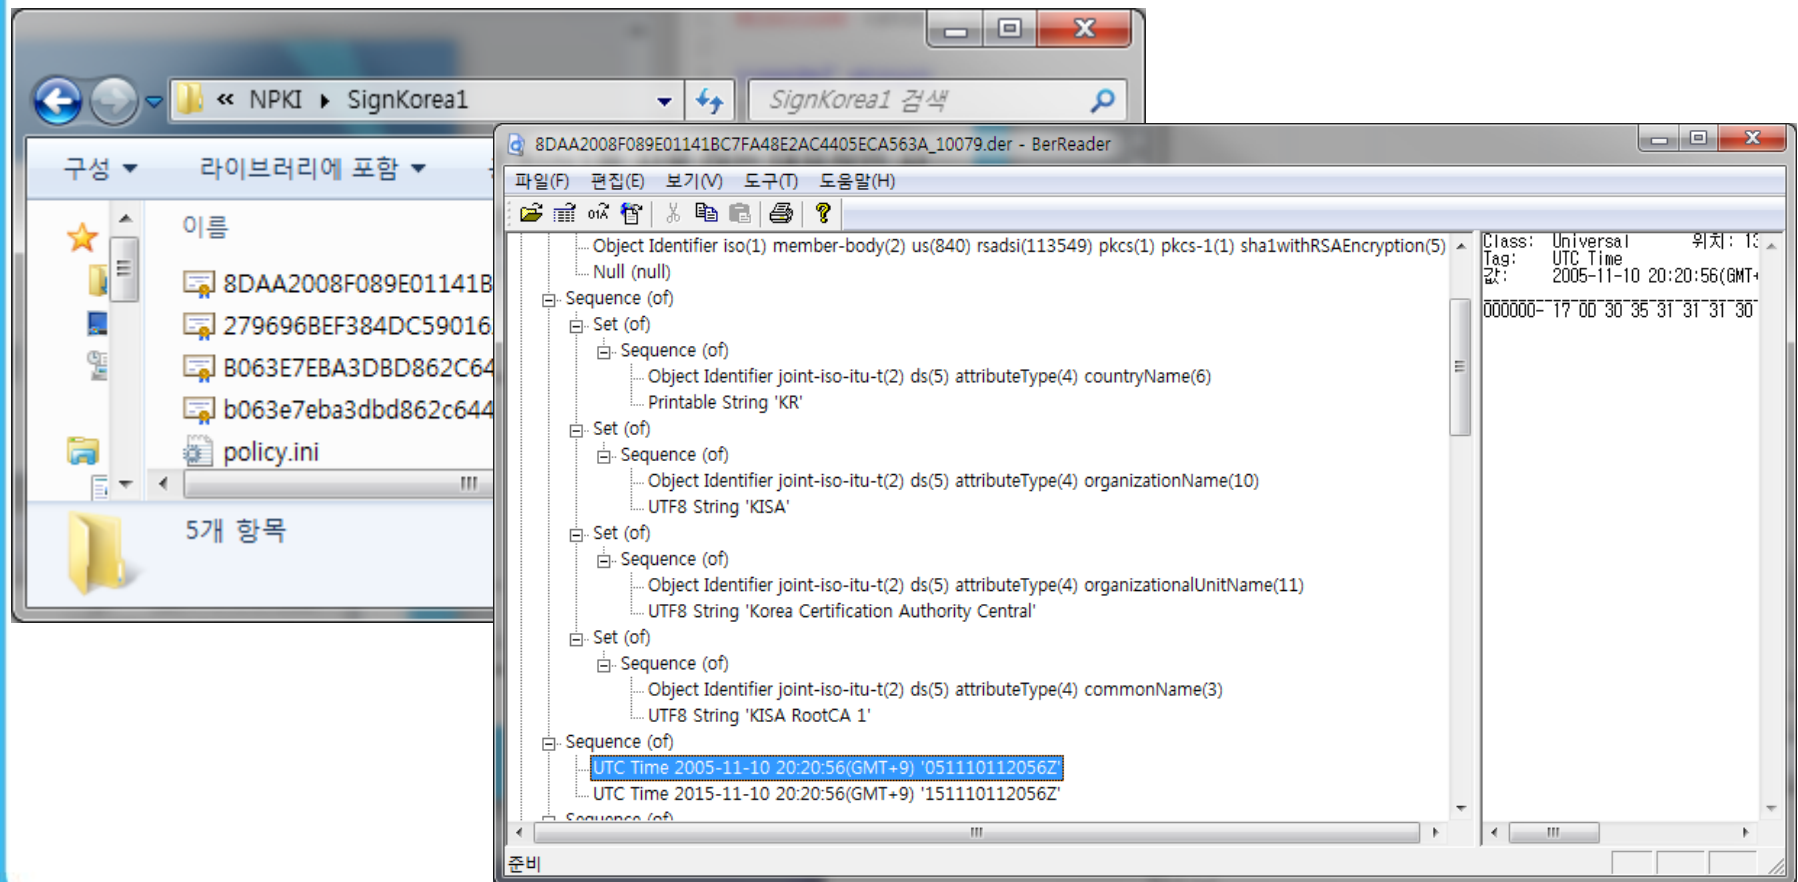 « NPKI ▸ SignKorea1
SignKorea1 검색
구성 라이브러리에 포함
이름
8DAA2008F089E01141B
279696BEF384DC59016
B063E7EBA3DBD862C64
b063e7eba3dbd862c644
policy.ini
5개 항목
8DAA2008F089E01141BC7FA48E2AC4405ECA563A_10079.der - BerReader
파일(F) 편집(E) 보기(V) 도구(T) 도움말(H)
Object Identifier iso(1) member-body(2) us(840) rsadsi(113549) pkcs(1) pkcs-1(1) sha1withRSAEncryption(5)
Null (null)
Sequence (of)
Set (of)
Sequence (of)
Object Identifier joint-iso-itu-t(2) ds(5) attributeType(4) countryName(6)
Printable String 'KR'
Set (of)
Sequence (of)
Object Identifier joint-iso-itu-t(2) ds(5) attributeType(4) organizationName(10)
UTF8 String 'KISA'
Set (of)
Sequence (of)
Object Identifier joint-iso-itu-t(2) ds(5) attributeType(4) organizationalUnitName(11)
UTF8 String 'Korea Certification Authority Central'
Set (of)
Sequence (of)
Object Identifier joint-iso-itu-t(2) ds(5) attributeType(4) commonName(3)
UTF8 String 'KISA RootCA 1'
Sequence (of)
UTC Time 2005-11-10 20:20:56(GMT+9) '051110112056Z'
UTC Time 2015-11-10 20:20:56(GMT+9) '151110112056Z'
Sequence (of)
Class: Universal 위치: 13
Tag: UTC Time
값: 2005-11-10 20:20:56(GMT+
000000- 17 0D 30 35 31 31 31 30
준비